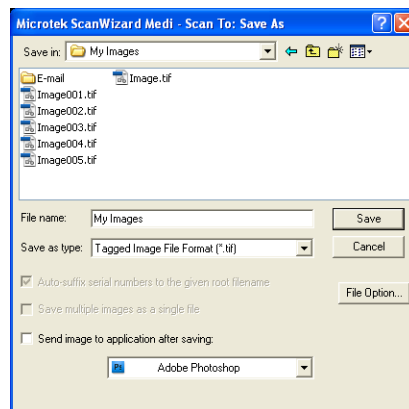 Microtek ScanWizard Medi - Scan To: Save As
Save in: My Images
E-mail Image.tif
Image001.tif
Image002.tif
Image003.tif
Image004.tif
Image005.tif
File name: My Images Save
Save as type: Tagged Image File Format (*.tif) Cancel
Auto-suffix serial numbers to the given root filename
File Option...
Save multiple images as a single file
Send image to application after saving:
Ps Adobe Photoshop